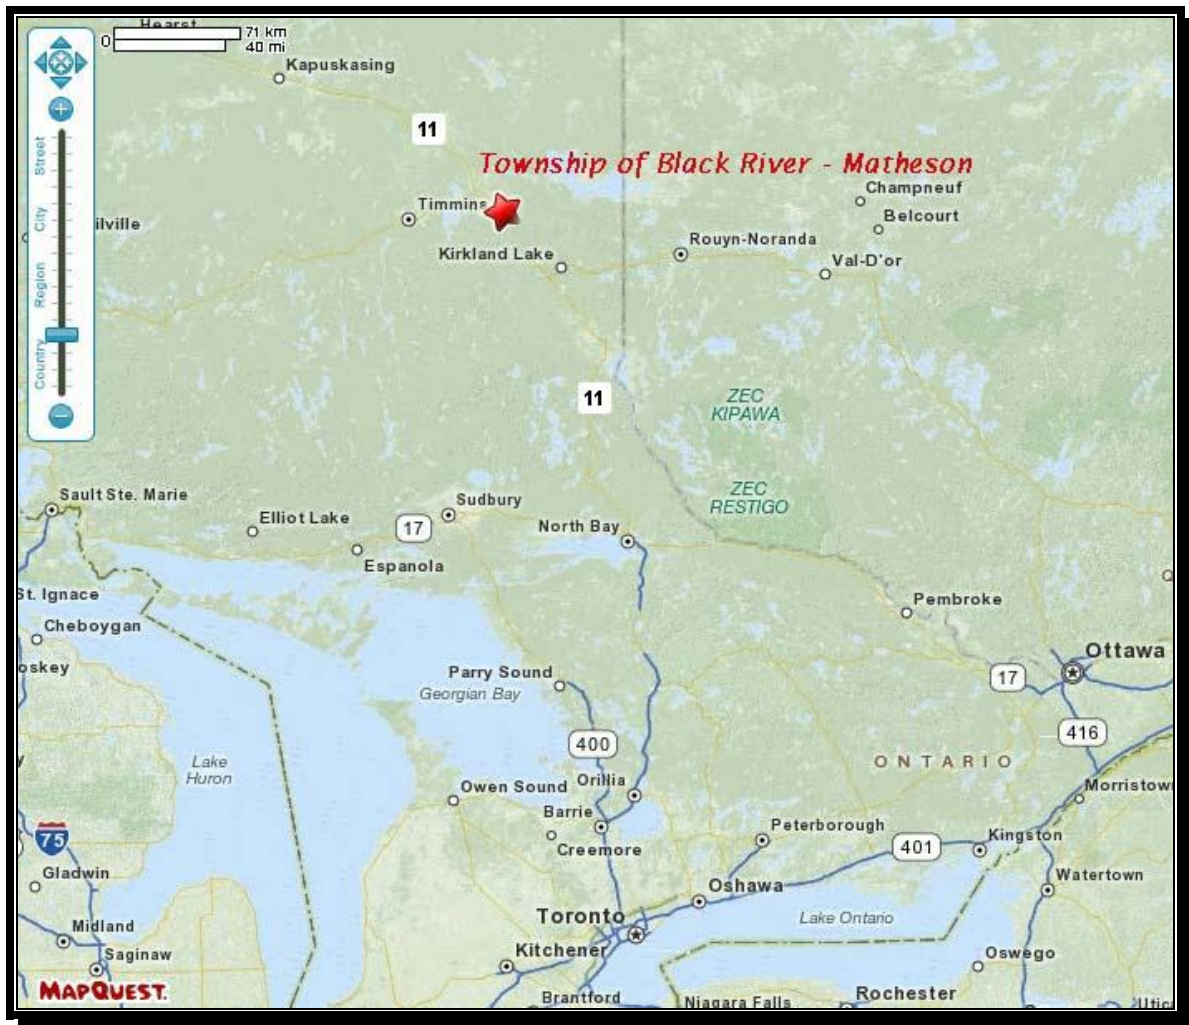 Hearst
0
71 km
40 mi
Kapuskasing
11
Township of Black River - Matheson
Champneuf
Timmins
Belcourt
ilville
Rouyn-Noranda
Kirkland Lake
Val-D'or
Street
City
Region
Country
11
ZEC
KIPAWA
ZEC
RESTIGO
Sault Ste. Marie
Sudbury
Elliot Lake
17
North Bay
Espanola
St. Ignace
Pembroke
Cheboygan
oskey
Ottawa
Parry Sound
Georgian Bay
17
416
400
Lake
Huron
ONTARIO
Orillia
Owen Sound
Morristow
Barrie
Peterborough
Kingston
75
Creemore
401
Gladwin
Watertown
Oshawa
Toronto
Lake Ontario
Midland
Kitchener
Saginaw
Oswego
MAPQUEST.
Brantford
Niagara Falls
Rochester
Utica